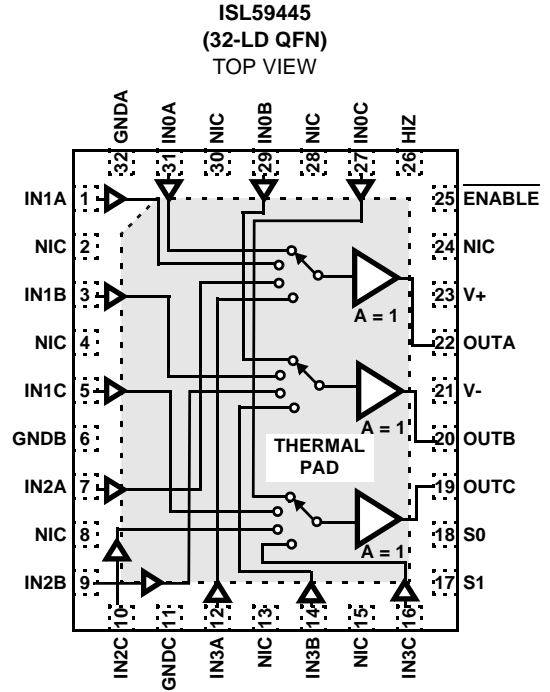 ISL59445
(32-LD QFN)
TOP VIEW
32 GNDA
31 IN0A
30 NIC
29 IN0B
28 NIC
27 IN0C
26 HIZ
IN1A 1
NIC 2
IN1B 3
NIC 4
IN1C 5
GNDB 6
IN2A 7
NIC 8
IN2B 9
25 ENABLE
24 NIC
23 V+
22 OUTA
21 V-
20 OUTB
19 OUTC
18 S0
17 S1
A = 1
A = 1
THERMAL
PAD
A = 1
IN2C 10
GNDC 11
IN3A 12
NIC 13
IN3B 14
NIC 15
IN3C 16